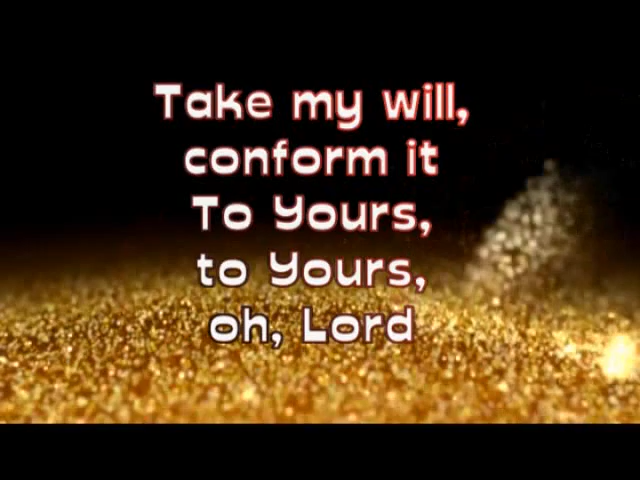 Take my will,
conform it
To Yours,
to Yours,
oh, Lord